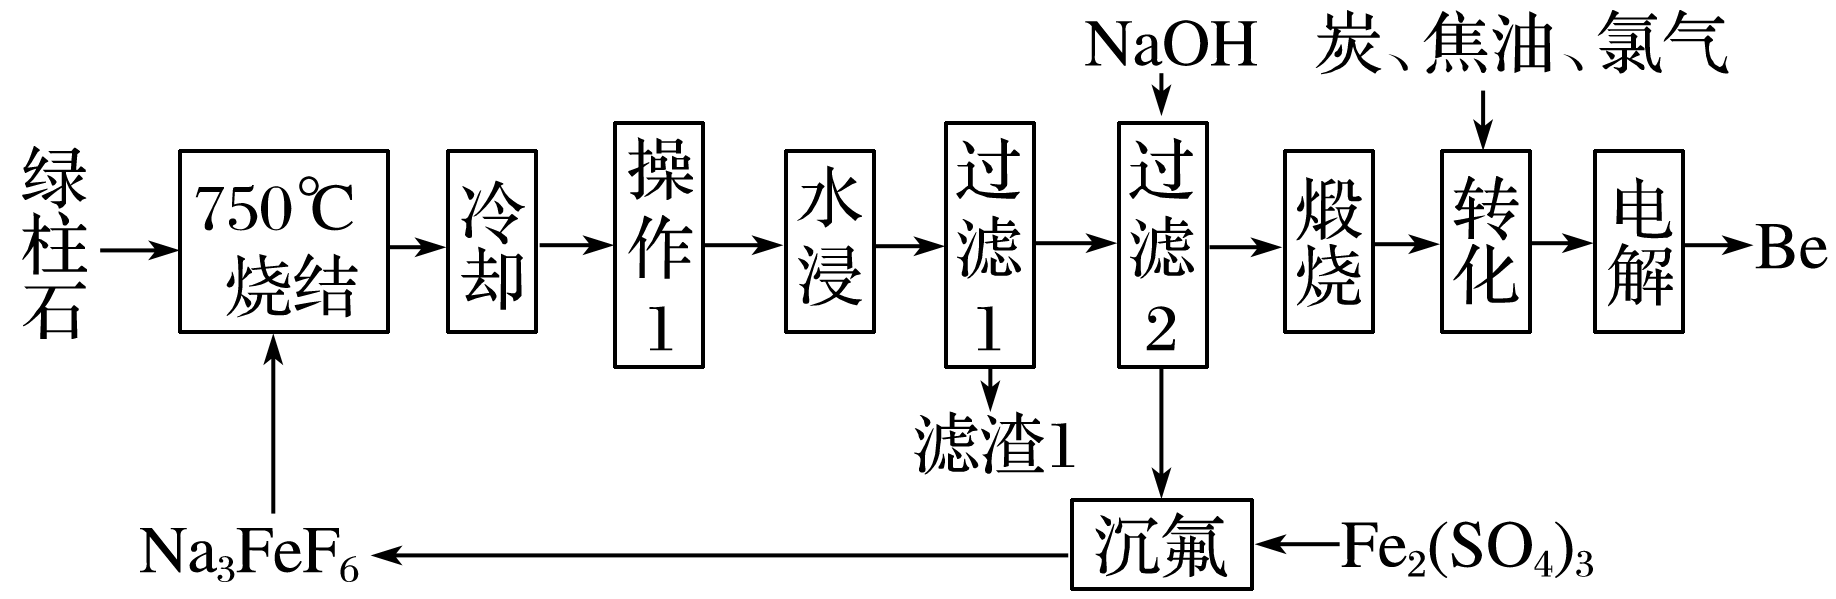 NaOH
炭、焦油、氯气
绿柱石
750℃
烧结
冷却
操作1
水浸
过滤1
过滤2
煅烧
转化
电解
Be
滤渣1
Na₃FeF₆
沉氟
Fe₂(SO₄)₃